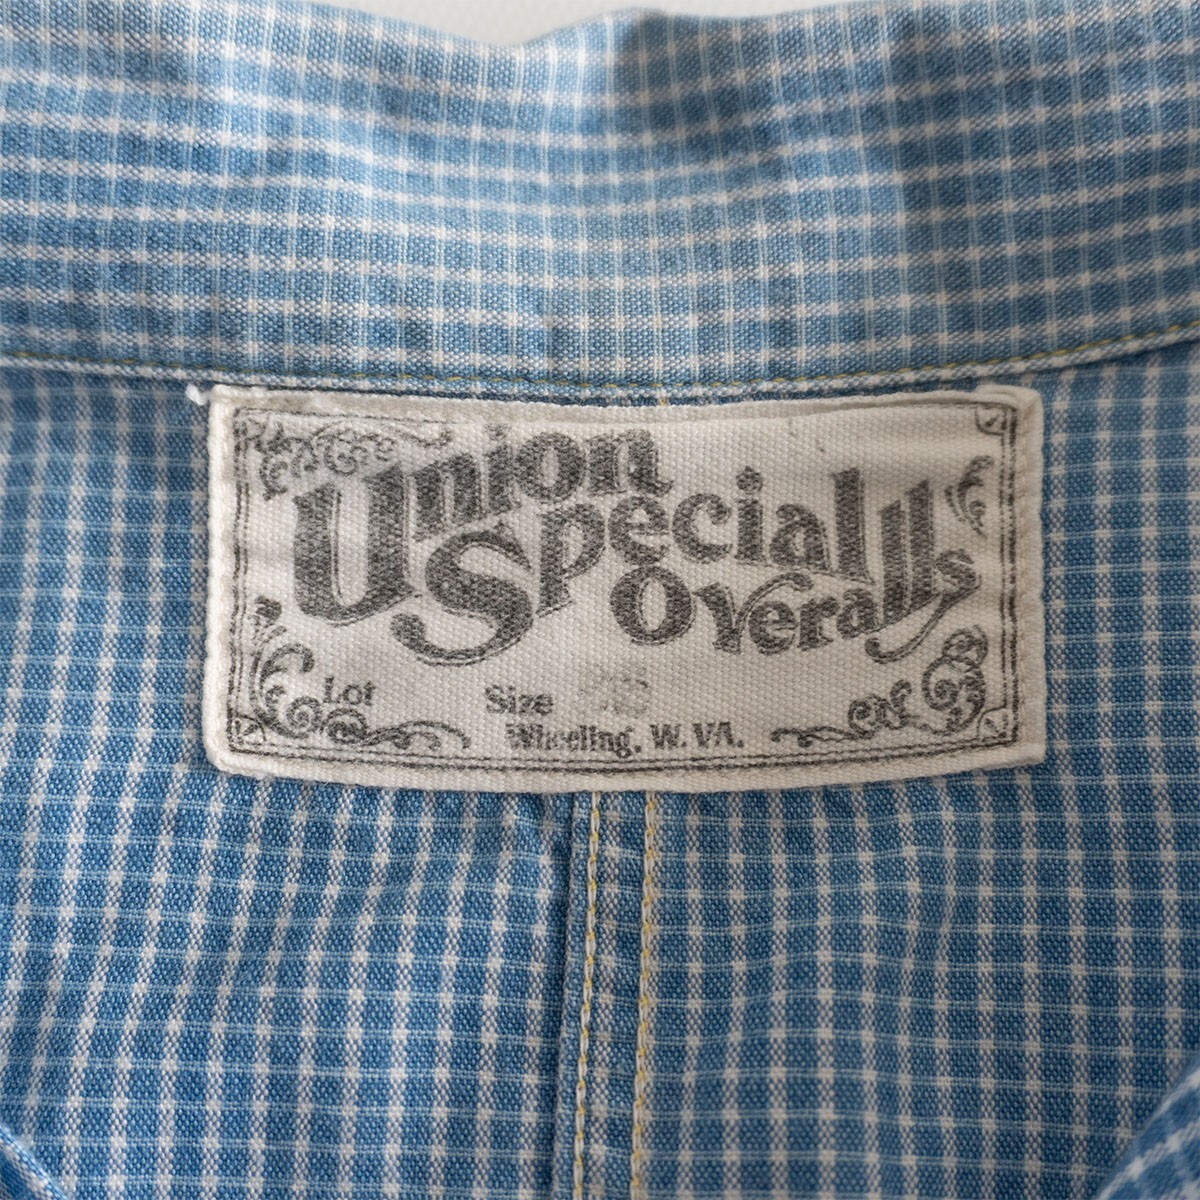 Union
Special
Overalls
Lot
Size
Wheeling, W. VA.